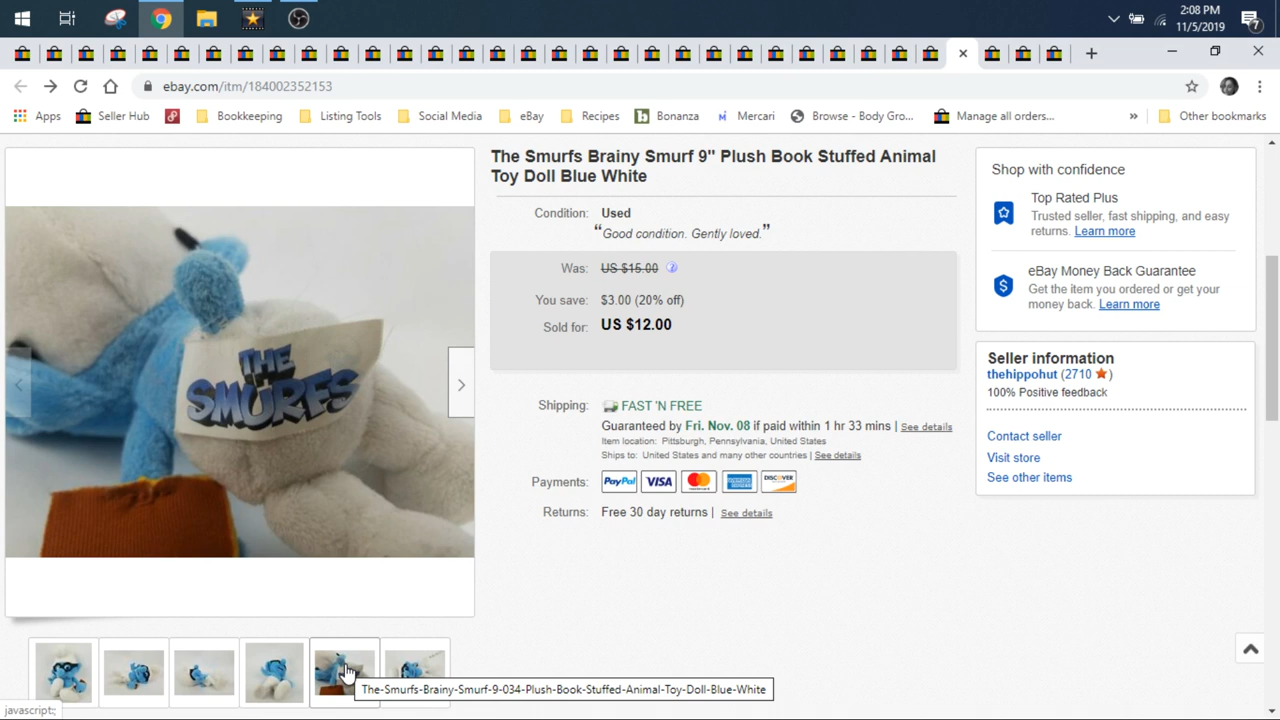 2:08 PM
11/5/2019
7
ebay.com/itm/184002352153
Apps
Seller Hub
Bookkeeping
Listing Tools
Social Media
eBay
Recipes
Bonanza
Mercari
Browse - Body Gro...
Manage all orders...
»
Other bookmarks
The Smurfs Brainy Smurf 9" Plush Book Stuffed Animal
Toy Doll Blue White
Condition: Used
“Good condition. Gently loved.”
Was: US $15.00
You save: $3.00 (20% off)
Sold for: US $12.00
Shipping: FAST 'N FREE
Guaranteed by Fri. Nov. 08 if paid within 1 hr 33 mins | See details
Item location: Pittsburgh, Pennsylvania, United States
Ships to: United States and many other countries | See details
Payments: PayPal VISA MasterCard AMERICAN EXPRESS DISCOVER
Returns: Free 30 day returns | See details
Shop with confidence
Top Rated Plus
Trusted seller, fast shipping, and easy
returns. Learn more
eBay Money Back Guarantee
Get the item you ordered or get your
money back. Learn more
Seller information
thehippohut (2710 ★)
100% Positive feedback
Contact seller
Visit store
See other items
THE
SMURFS
The-Smurfs-Brainy-Smurf-9-034-Plush-Book-Stuffed-Animal-Toy-Doll-Blue-White
javascript:;